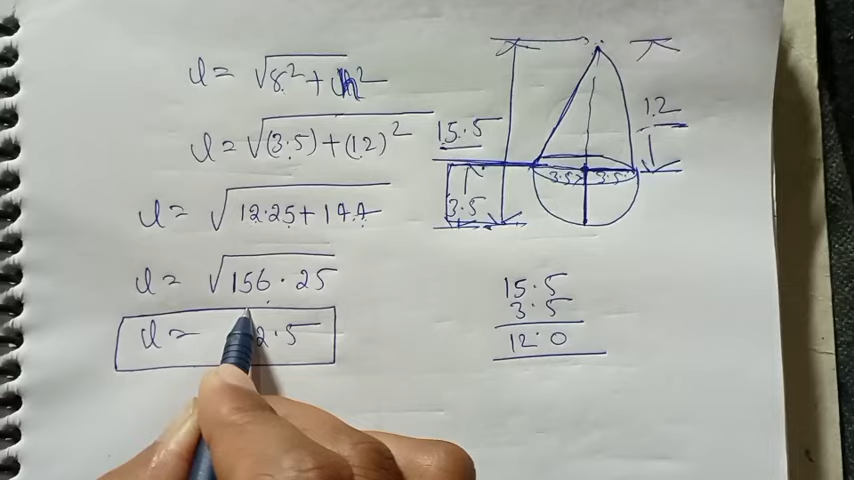 l = √r² + h²
l = √(3.5) + (12)²
l = √12.25 + 144
l = √156.25
l = 2.5
15.5
3.5
12
3.5 3.5
15.5
3.5
12.0